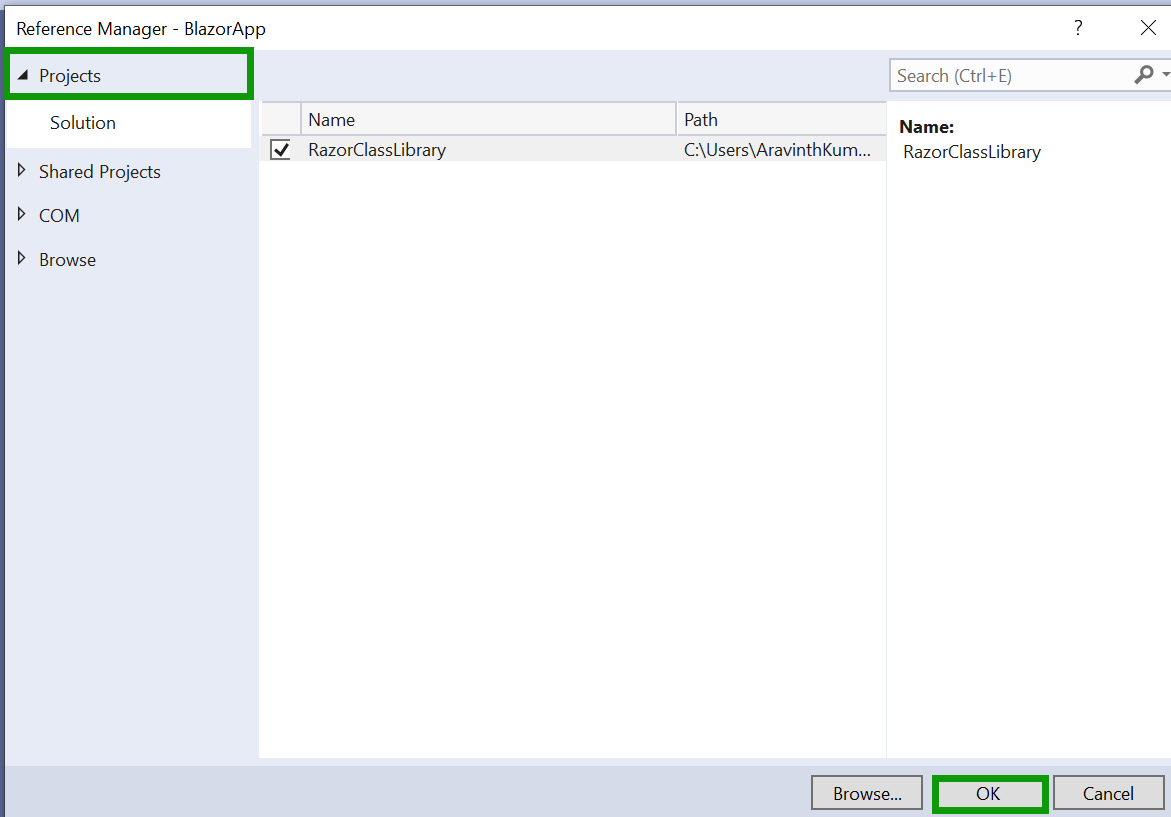 Reference Manager - BlazorApp
?
Projects
Search (Ctrl+E)
Solution
Shared Projects
COM
Browse
Name Path
RazorClassLibrary C:\Users\AravinthKum...
Name:
RazorClassLibrary
Browse... OK Cancel